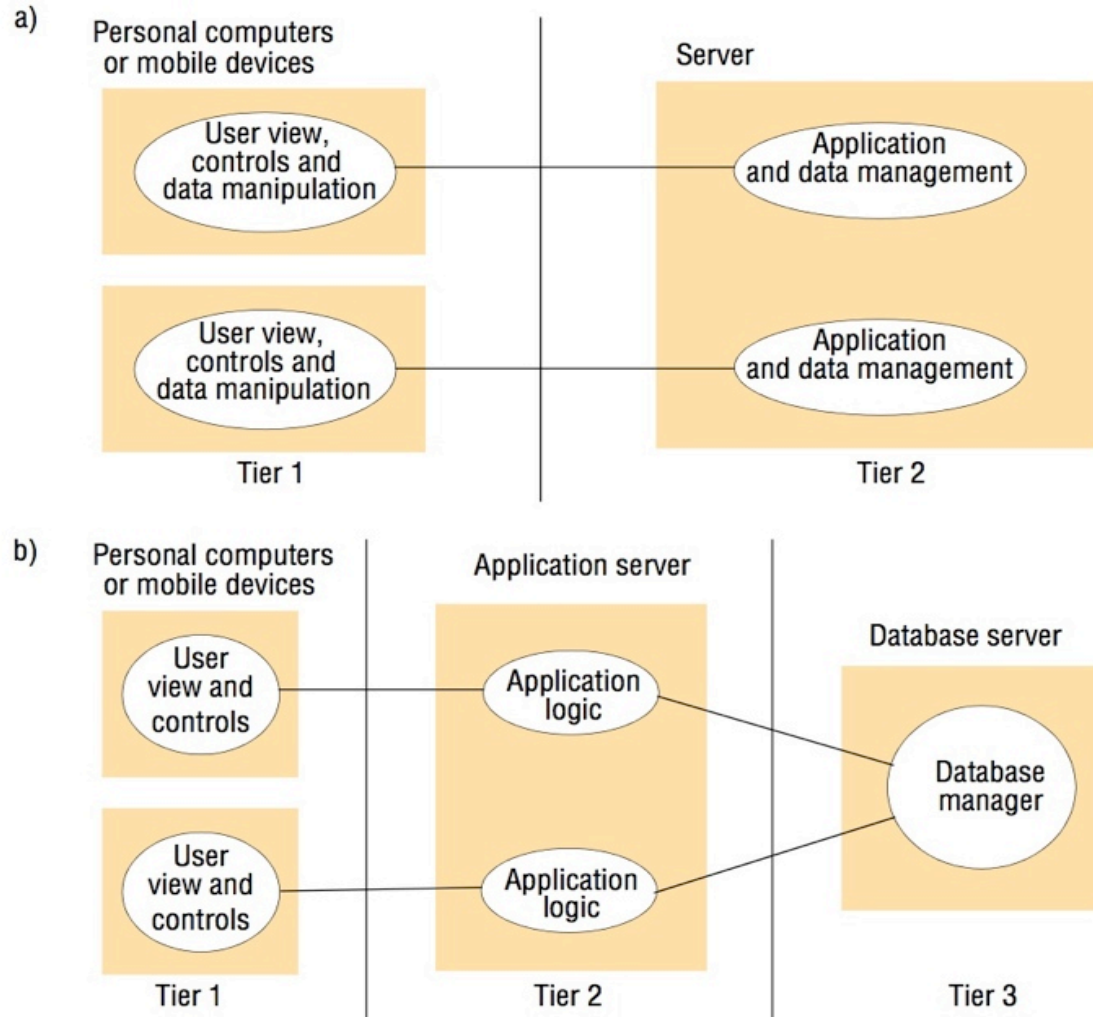 a)
Personal computers
or mobile devices
Server
User view,
controls and
data manipulation
Application
and data management
User view,
controls and
data manipulation
Application
and data management
Tier 1
Tier 2
b)
Personal computers
or mobile devices
Application server
Database server
User
view and
controls
Application
logic
Database
manager
User
view and
controls
Application
logic
Tier 1
Tier 2
Tier 3